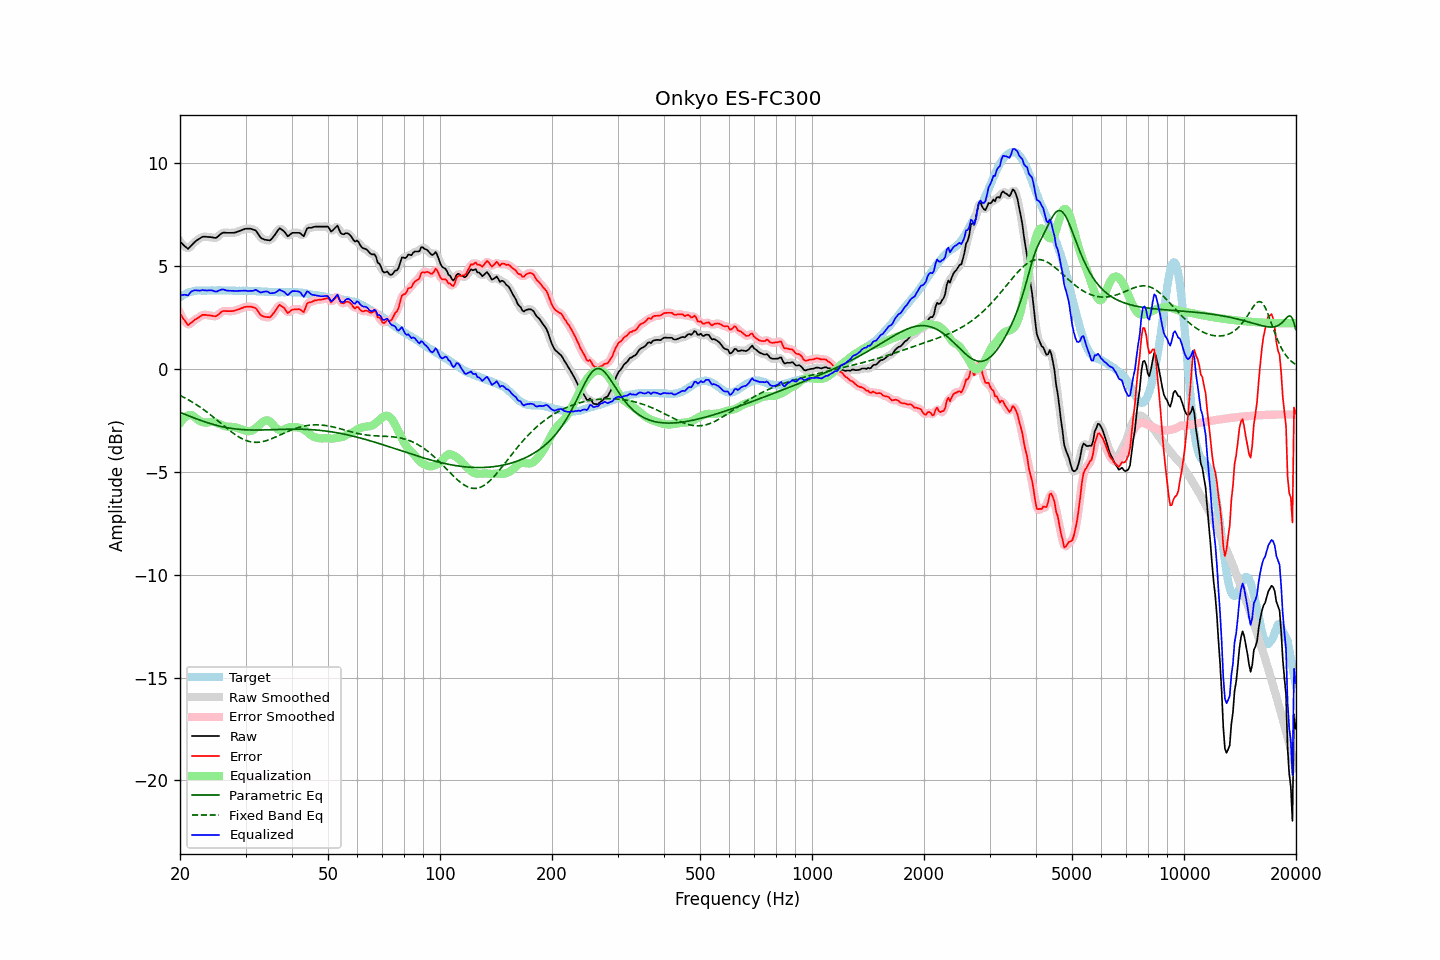 Onkyo ES-FC300
Amplitude (dBr)
10
5
0
−5
−10
−15
−20
Target
Raw Smoothed
Error Smoothed
Raw
Error
Equalization
Parametric Eq
Fixed Band Eq
Equalized
20 50 100 200 500 1000 2000 5000 10000 20000
Frequency (Hz)